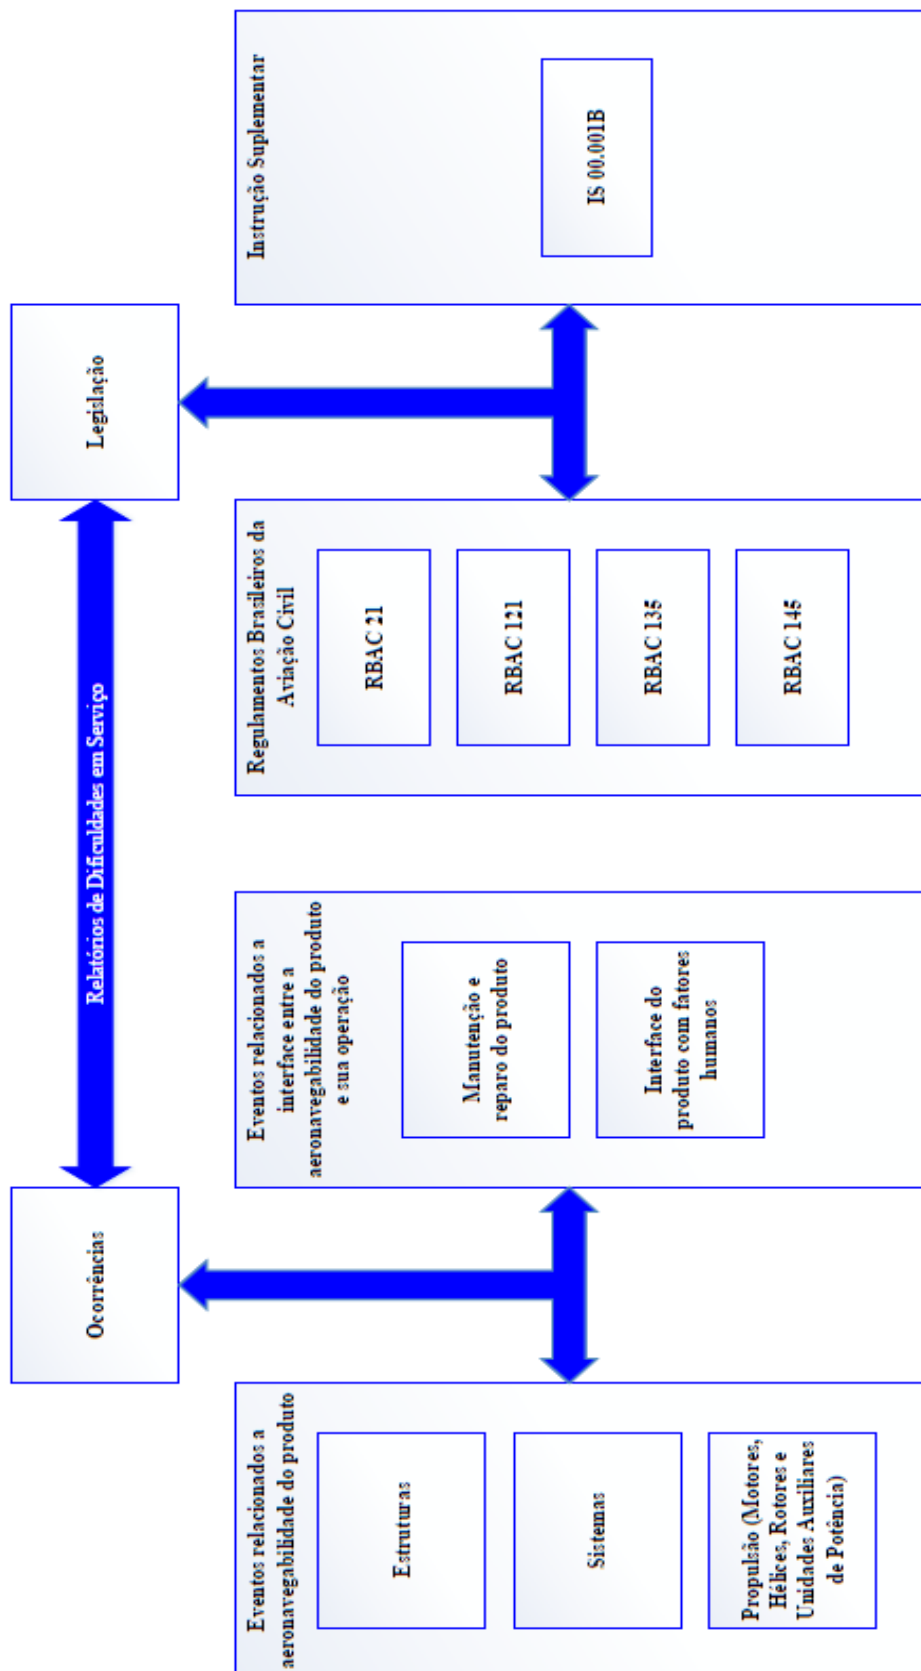 Ocorrências
Relatórios de Dificuldades em Serviço
Legislação
Eventos relacionados a
aeronavegabilidade do produto
Estruturas
Sistemas
Propulsão (Motores,
Hélices, Rotores e
Unidades Auxiliares
de Potência)
Eventos relacionados a
interface entre a
aeronavegabilidade do produto
e sua operação
Manutenção e
reparo do produto
Interface do
produto com fatores
humanos
Regulamentos Brasileiros da
Aviação Civil
RBAC 21
RBAC 121
RBAC 135
RBAC 145
Instrução Suplementar
IS 00.001B